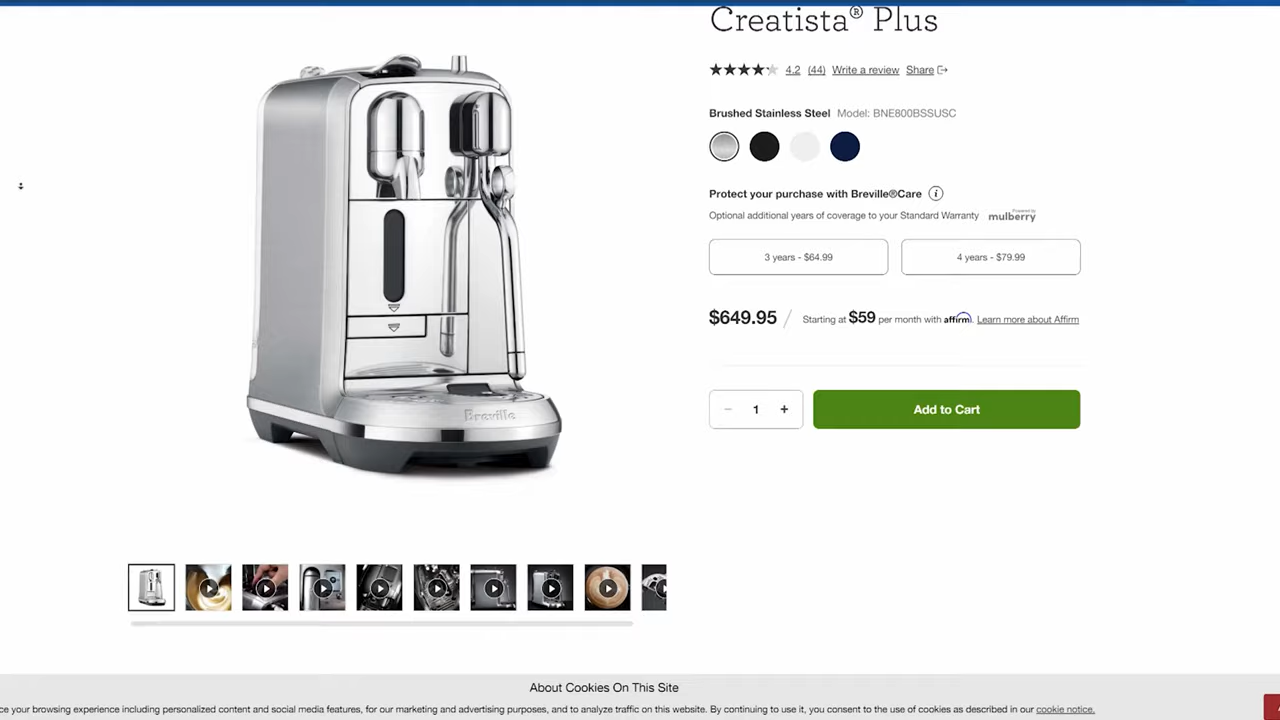 Creatista® Plus
4.2 (44) Write a review Share
Brushed Stainless Steel Model: BNE800BSSUSC
Protect your purchase with Breville®Care
Optional additional years of coverage to your Standard Warranty Powered by mulberry
3 years - $64.99 4 years - $79.99
$649.95 / Starting at $59 per month with affirm. Learn more about Affirm
− 1 + Add to Cart
Breville
About Cookies On This Site
ce your browsing experience including personalized content and social media features, for our marketing and advertising purposes, and to analyze traffic on this website. By continuing to use it, you consent to the use of cookies as described in our cookie notice.